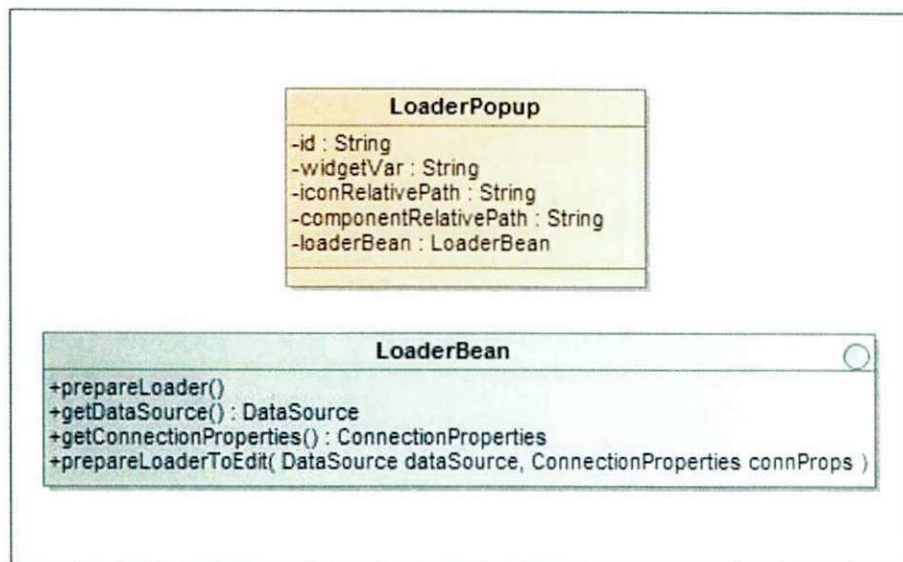 LoaderPopup
-id : String
-widgetVar : String
-iconRelativePath : String
-componentRelativePath : String
-loaderBean : LoaderBean
LoaderBean
+prepareLoader()
+getDataSource() : DataSource
+getConnectionProperties() : ConnectionProperties
+prepareLoaderToEdit( DataSource dataSource, ConnectionProperties connProps )